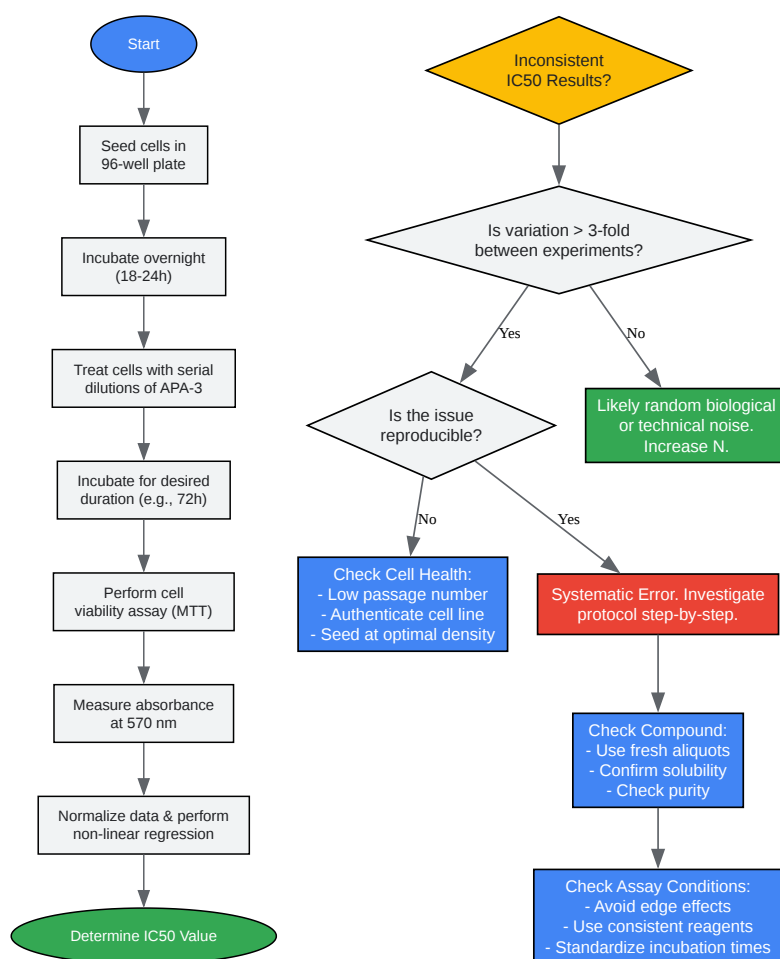 Start
Seed cells in
96-well plate
Incubate overnight
(18-24h)
Treat cells with serial
dilutions of APA-3
Incubate for desired
duration (e.g., 72h)
Perform cell
viability assay (MTT)
Measure absorbance
at 570 nm
Normalize data & perform
non-linear regression
Determine IC50 Value
Inconsistent
IC50 Results?
Is variation > 3-fold
between experiments?
Yes
No
Is the issue
reproducible?
Likely random biological
or technical noise.
Increase N.
No
Yes
Check Cell Health:
- Low passage number
- Authenticate cell line
- Seed at optimal density
Systematic Error. Investigate
protocol step-by-step.
Check Compound:
- Use fresh aliquots
- Confirm solubility
- Check purity
Check Assay Conditions:
- Avoid edge effects
- Use consistent reagents
- Standardize incubation times